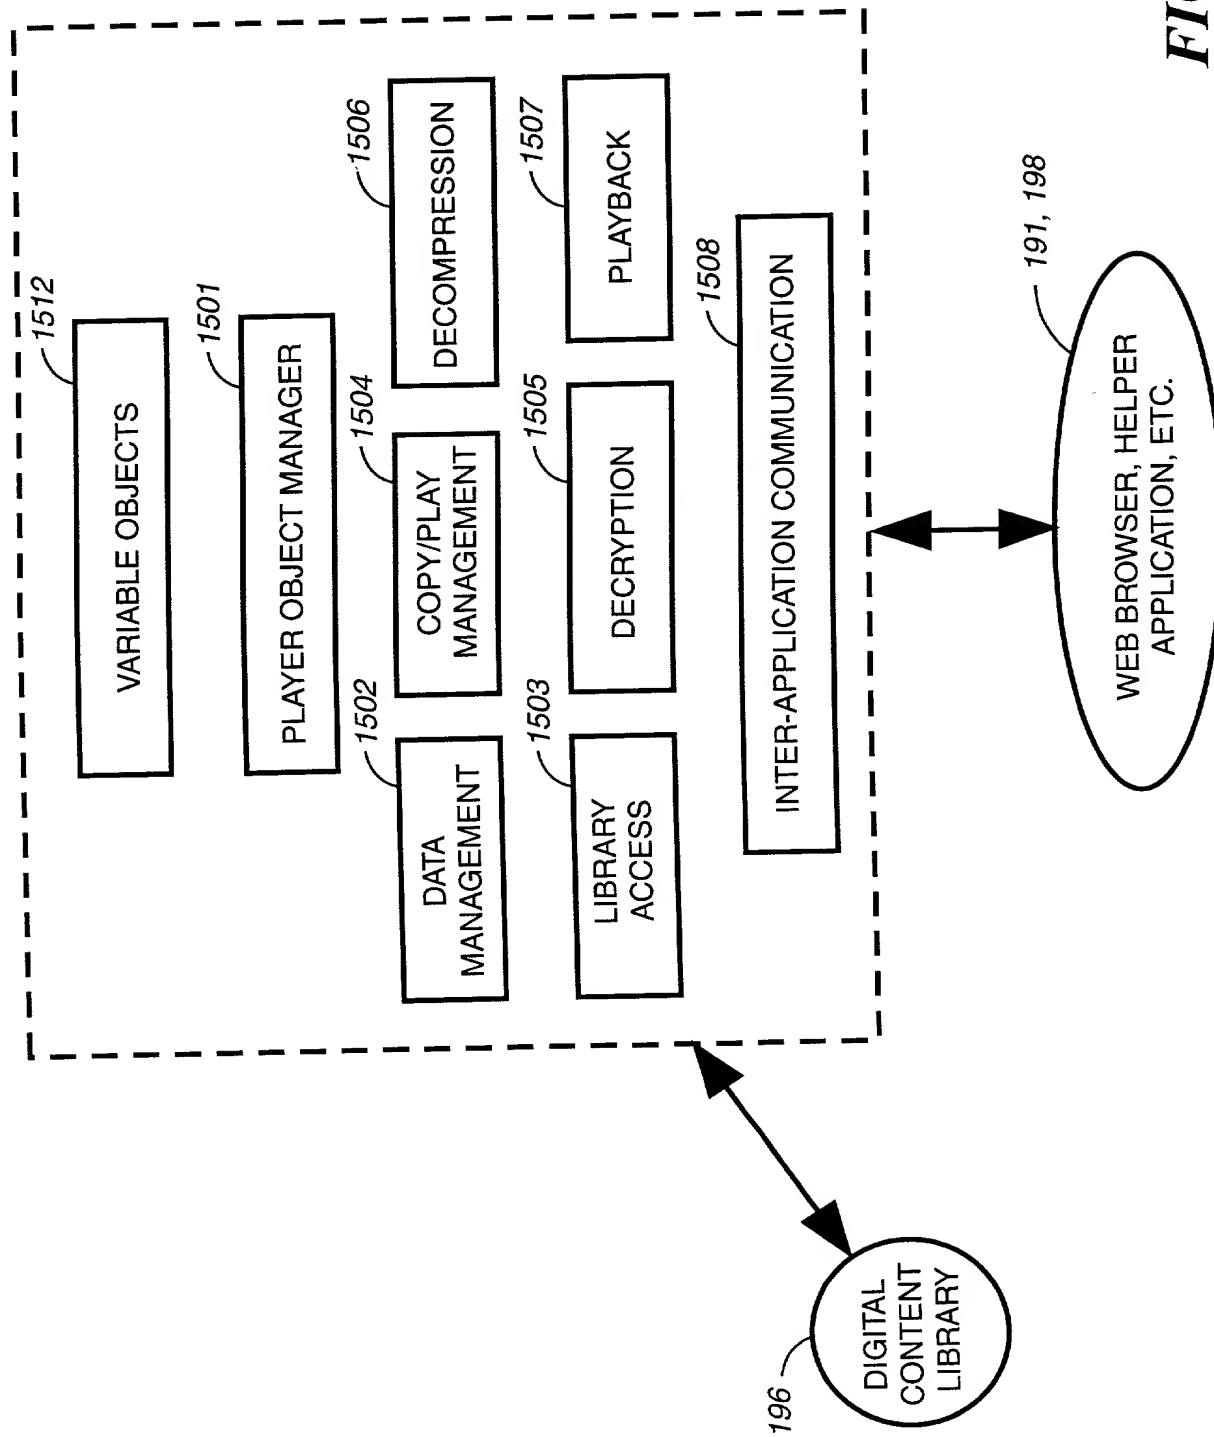 1512
VARIABLE OBJECTS
1501
PLAYER OBJECT MANAGER
1502
DATA
MANAGEMENT
1504
COPY/PLAY
MANAGEMENT
1506
DECOMPRESSION
1503
LIBRARY
ACCESS
1505
DECRYPTION
1507
PLAYBACK
1508
INTER-APPLICATION COMMUNICATION
196
DIGITAL
CONTENT
LIBRARY
191, 198
WEB BROWSER, HELPER
APPLICATION, ETC.